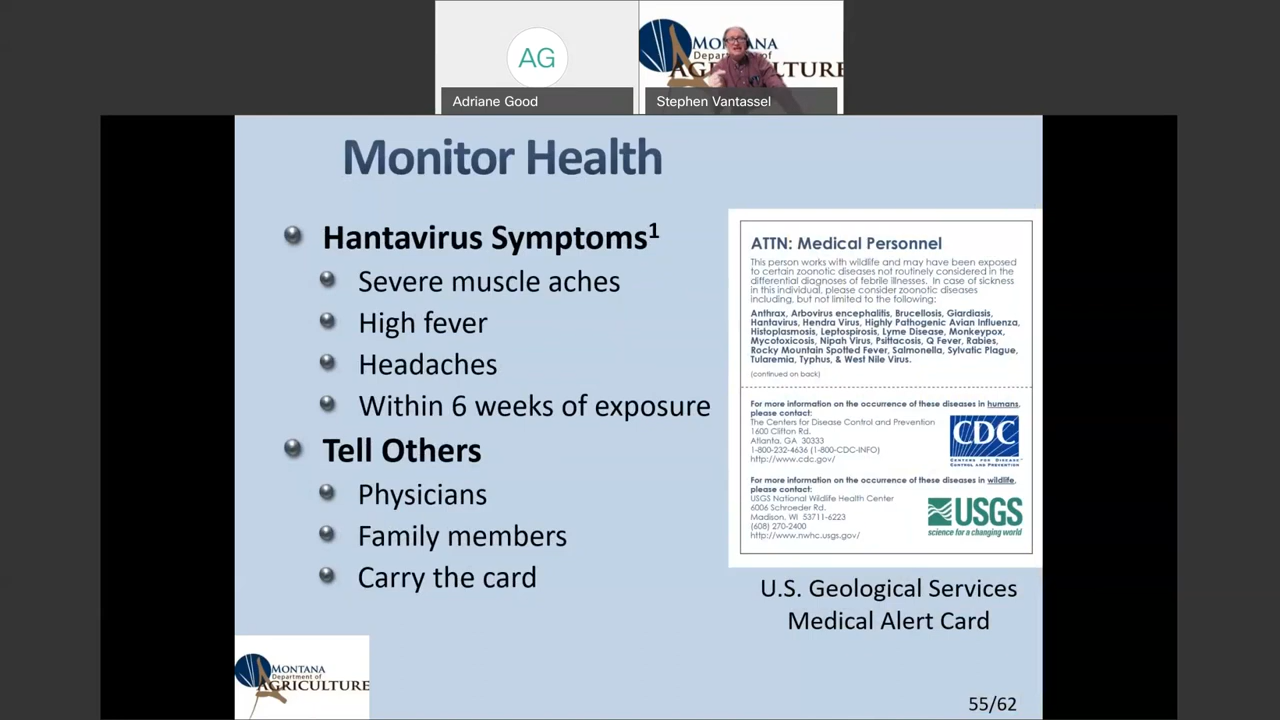 AG
Adriane Good
MONTANA
Department of
AGRICULTURE
Stephen Vantassel
Monitor Health
Hantavirus Symptoms¹
Severe muscle aches
High fever
Headaches
Within 6 weeks of exposure
Tell Others
Physicians
Family members
Carry the card
ATTN: Medical Personnel
This person works with wildlife and may have been exposed
to certain zoonotic diseases not routinely considered in the
differential diagnoses of febrile illnesses. In case of sickness
in this individual, please consider zoonotic diseases
including, but not limited to the following:
Anthrax, Arbovirus encephalitis, Brucellosis, Giardiasis,
Hantavirus, Hendra Virus, Highly Pathogenic Avian Influenza,
Histoplasmosis, Leptospirosis, Lyme Disease, Monkeypox,
Mycotoxicosis, Nipah Virus, Psittacosis, Q Fever, Rabies,
Rocky Mountain Spotted Fever, Salmonella, Sylvatic Plague,
Tularemia, Typhus, & West Nile Virus.
(continued on back)
For more information on the occurrence of these diseases in humans,
please contact:
The Centers for Disease Control and Prevention
1600 Clifton Rd.
Atlanta, GA 30333
1-800-232-4636 (1-800-CDC-INFO)
http://www.cdc.gov/
CDC
CENTERS FOR DISEASE
CONTROL AND PREVENTION
For more information on the occurrence of these diseases in wildlife,
please contact:
USGS National Wildlife Health Center
6006 Schroeder Rd.
Madison, WI 53711-6223
(608) 270-2400
http://www.nwhc.usgs.gov/
USGS
science for a changing world
U.S. Geological Services
Medical Alert Card
MONTANA
Department of
AGRICULTURE
55/62